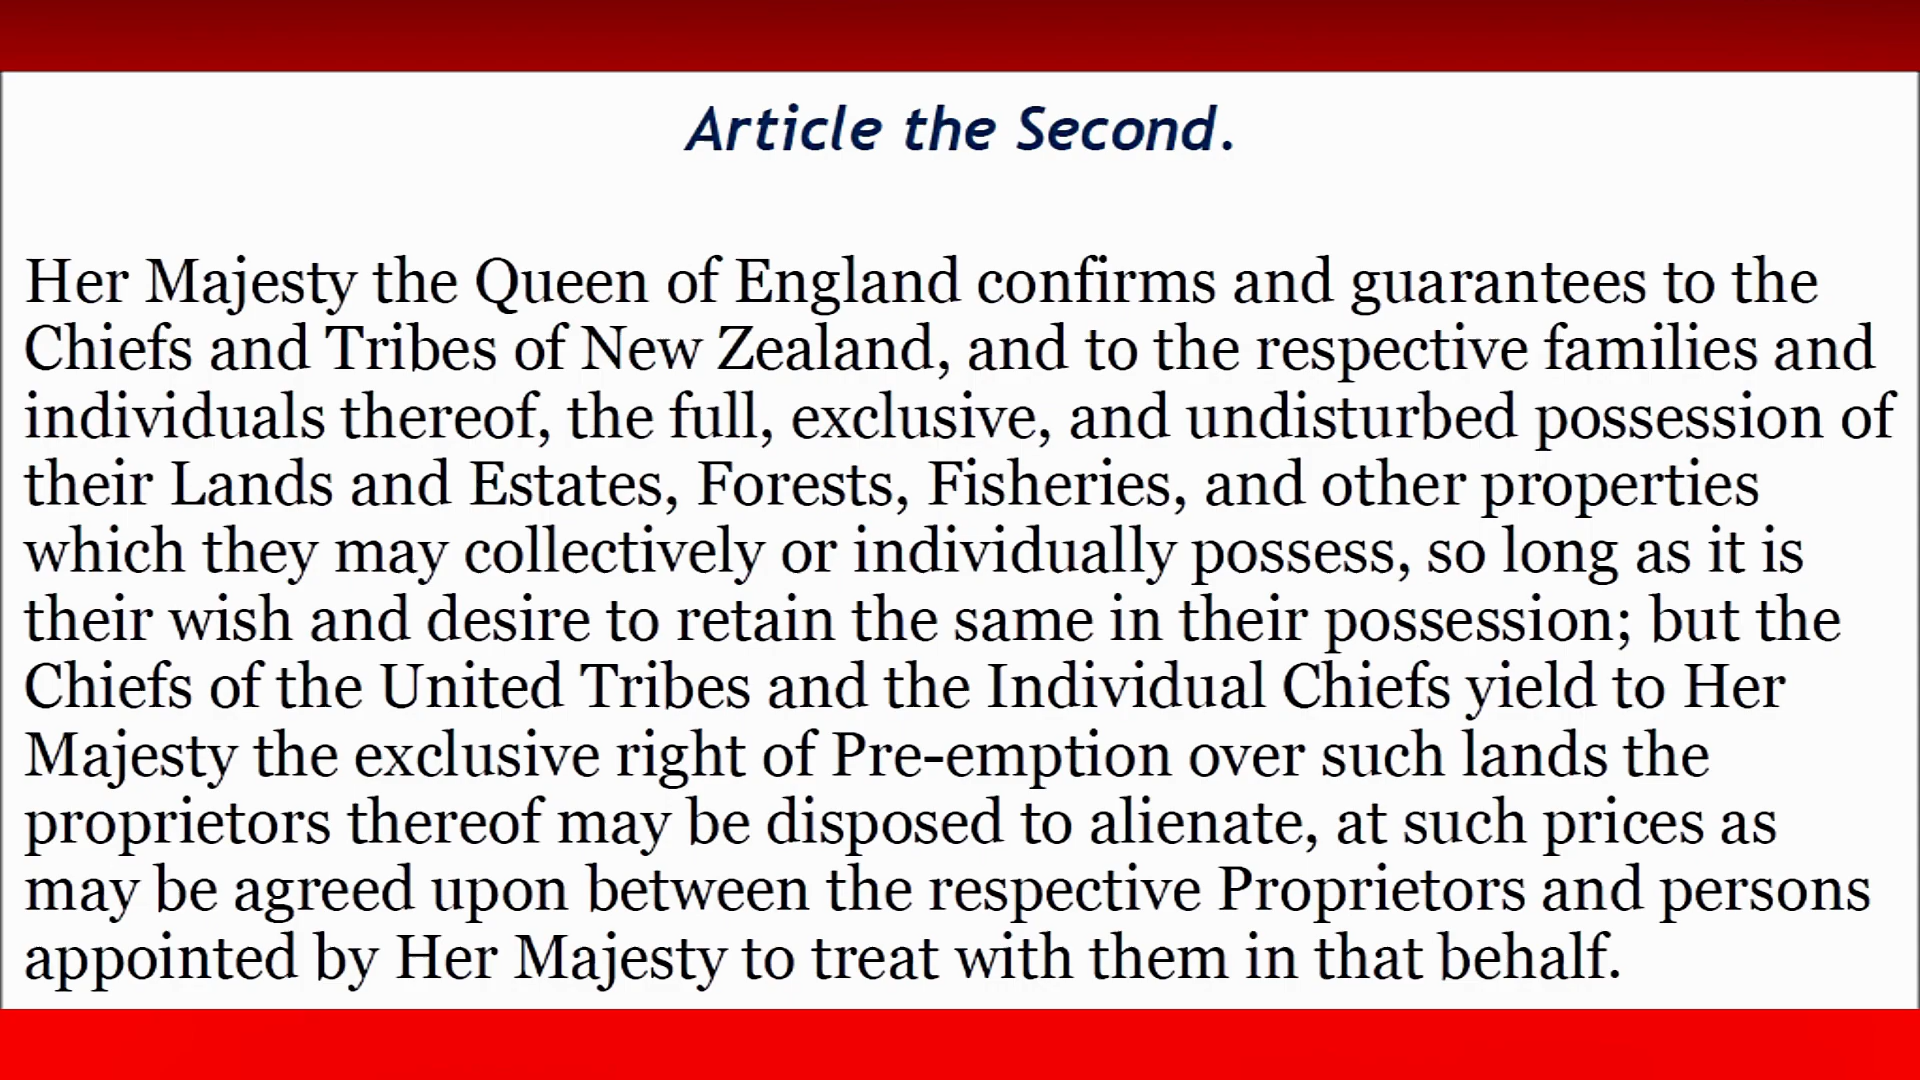 Article the Second.
Her Majesty the Queen of England confirms and guarantees to the
Chiefs and Tribes of New Zealand, and to the respective families and
individuals thereof, the full, exclusive, and undisturbed possession of
their Lands and Estates, Forests, Fisheries, and other properties
which they may collectively or individually possess, so long as it is
their wish and desire to retain the same in their possession; but the
Chiefs of the United Tribes and the Individual Chiefs yield to Her
Majesty the exclusive right of Pre-emption over such lands the
proprietors thereof may be disposed to alienate, at such prices as
may be agreed upon between the respective Proprietors and persons
appointed by Her Majesty to treat with them in that behalf.